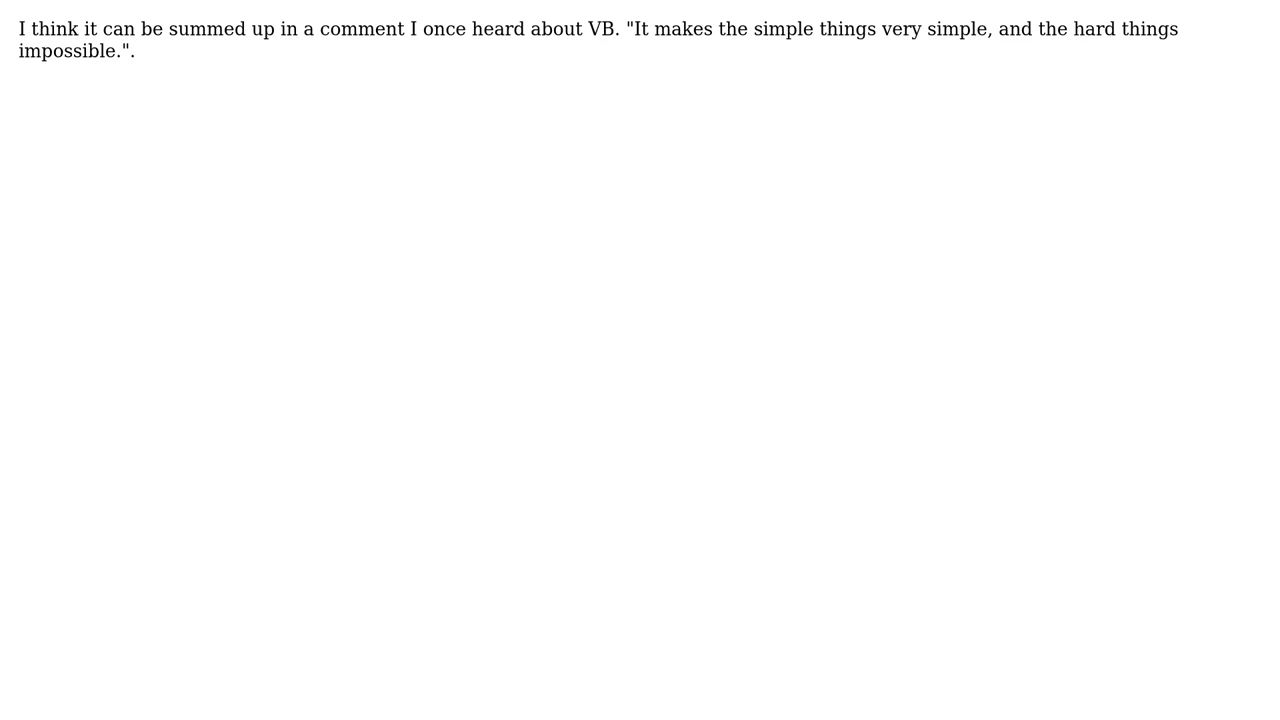 I think it can be summed up in a comment I once heard about VB. "It makes the simple things very simple, and the hard things
impossible.".